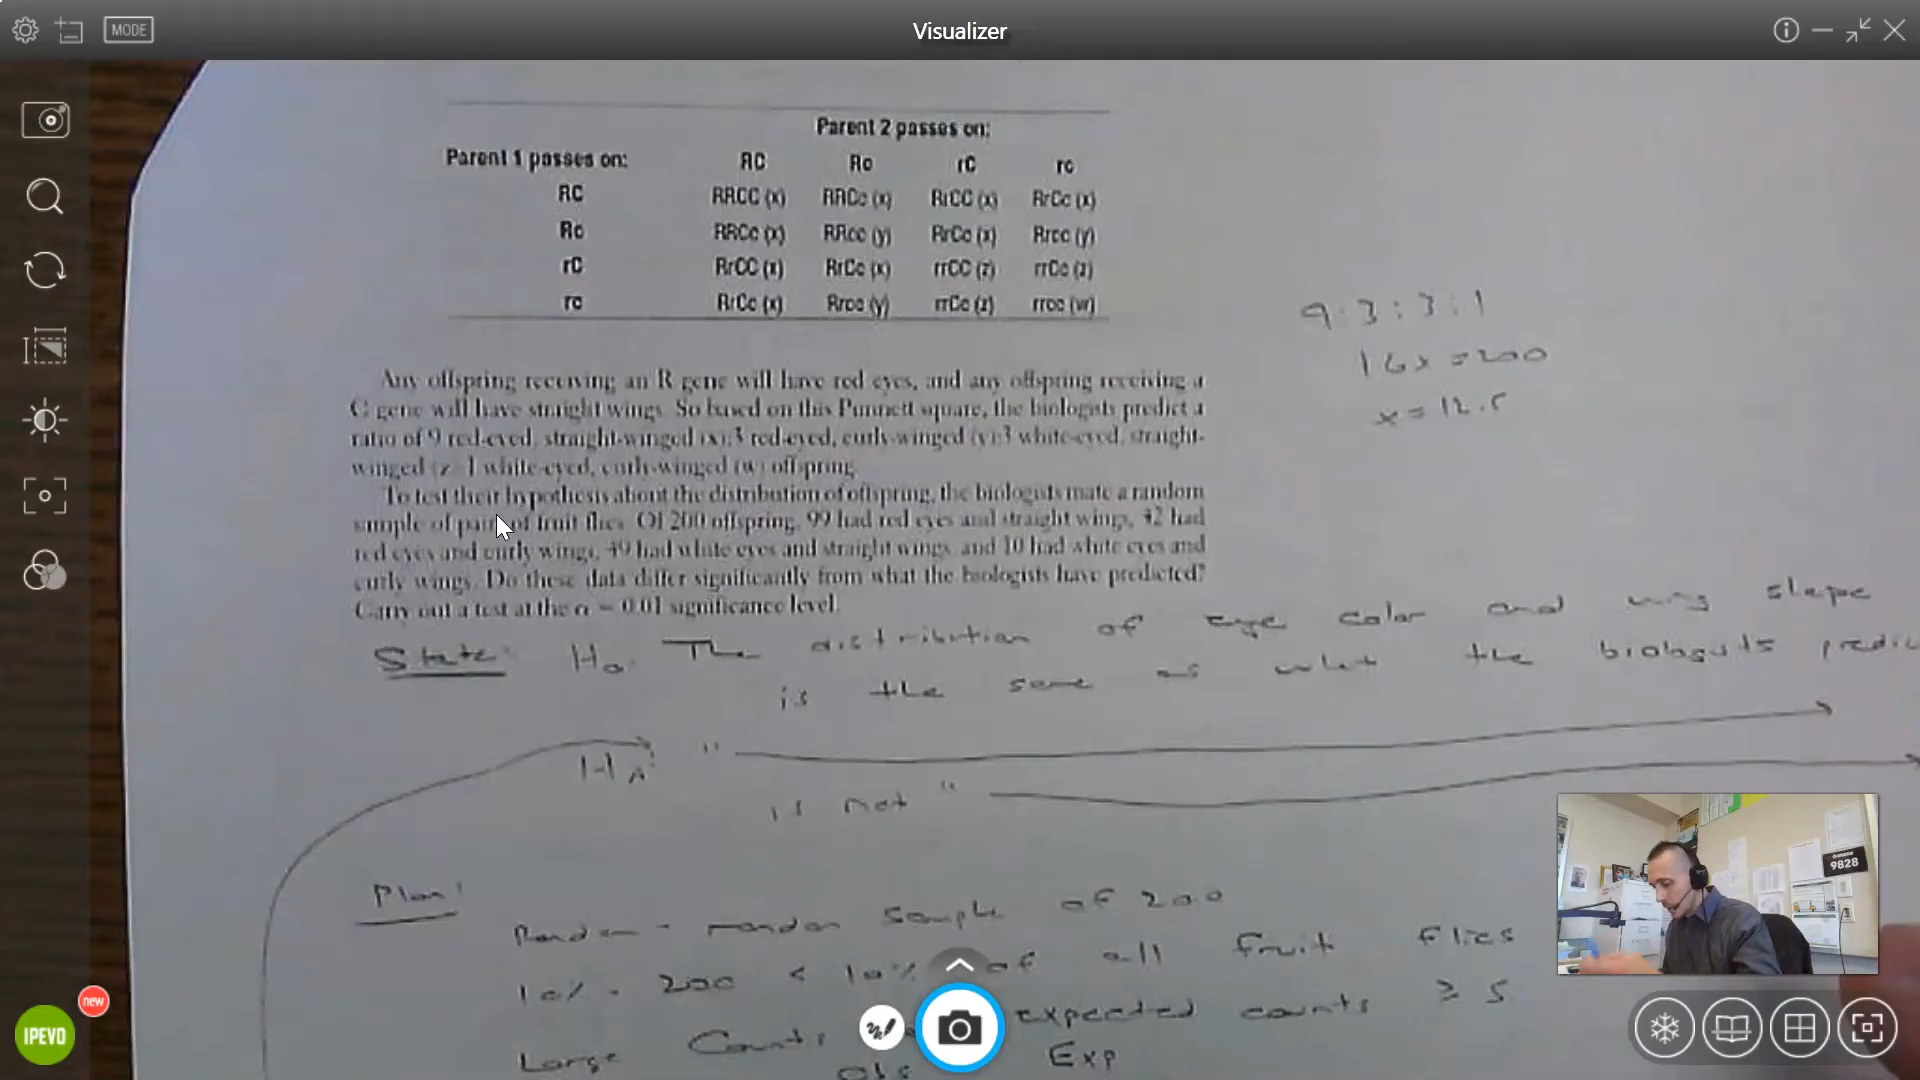 MODE
Visualizer
Parent 2 passes on:
Parent 1 passes on: RC Rc rC rc
RC RRCC (x) RRCc (x) RrCC (x) RrCc (x)
Rc RRCc (x) RRcc (y) RrCc (x) Rrcc (y)
rC RrCC (x) RrCc (x) rrCC (z) rrCc (z)
rc RrCc (x) Rrcc (y) rrCc (z) rrcc (w)
9:3:3:1
16x=200
x=12.5
Any offspring receiving an R gene will have red eyes, and any offspring receiving a
C gene will have straight wings. So based on this Punnett square, the biologists predict a
ratio of 9 red-eyed, straight-winged (x):3 red-eyed, curly-winged (y):3 white-eyed, straight-
winged (z):1 white-eyed, curly-winged (w) offspring.
To test their hypothesis about the distribution of offspring, the biologists mate a random
sample of pairs of fruit flies. Of 200 offspring, 99 had red eyes and straight wings, 42 had
red eyes and curly wings, 49 had white eyes and straight wings, and 10 had white eyes and
curly wings. Do these data differ significantly from what the biologists have predicted?
Carry out a test at the α = 0.01 significance level.
State: Ho: The distribution of eye color and wing shape
is the same as what the biologists predic
HA: "
is not "
Plan:
Random - random sample of 200
10% - 200 < 10% of all fruit flies
Large Counts expected counts ≥ 5
Obs Exp
9828
new
IPEVO